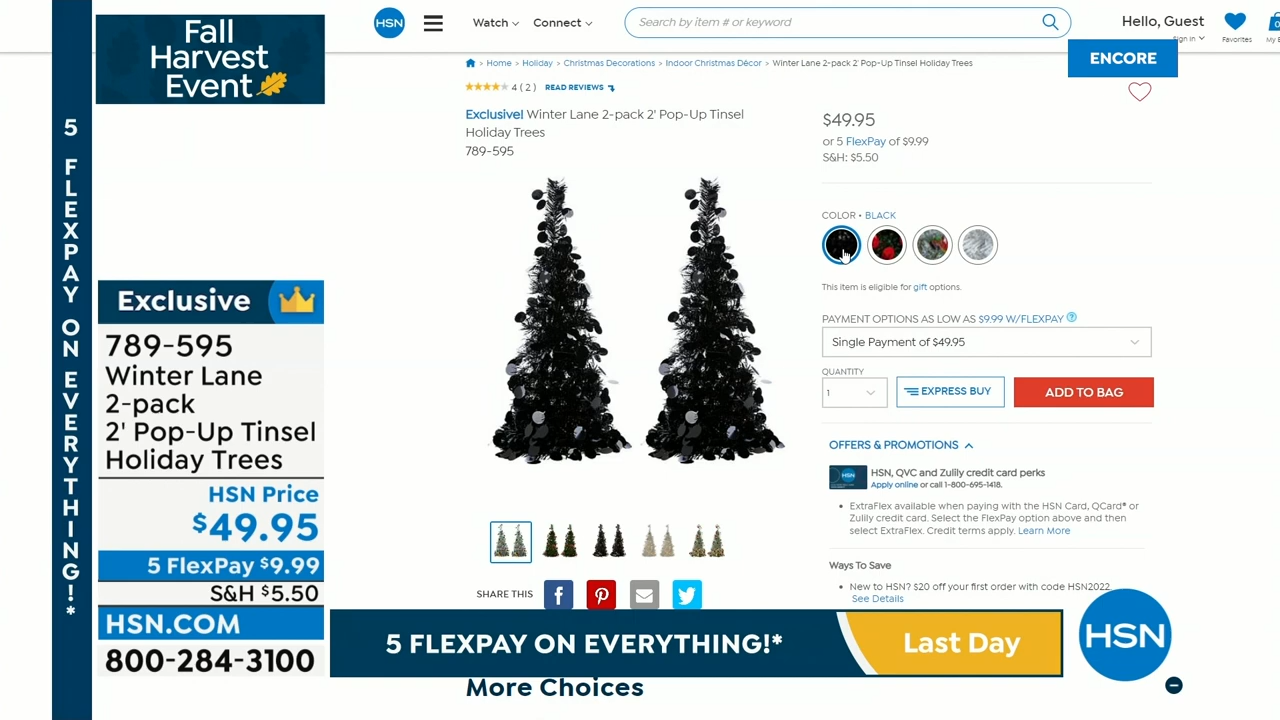 Fall
Harvest
Event
5 FLEXPAY ON EVERYTHING!*
Exclusive
789-595
Winter Lane
2-pack
2' Pop-Up Tinsel
Holiday Trees
HSN Price
$49.95
5 FlexPay $9.99
S&H $5.50
HSN.COM
800-284-3100
HSN
Watch
Connect
Search by item # or keyword
Hello, Guest
Sign In
Favorites
0
My B
ENCORE
> Home > Holiday > Christmas Decorations > Indoor Christmas Décor > Winter Lane 2-pack 2' Pop-Up Tinsel Holiday Trees
4 ( 2 ) READ REVIEWS
Exclusive! Winter Lane 2-pack 2' Pop-Up Tinsel
Holiday Trees
789-595
$49.95
or 5 FlexPay of $9.99
S&H: $5.50
COLOR • BLACK
This item is eligible for gift options.
PAYMENT OPTIONS AS LOW AS $9.99 W/FLEXPAY ?
Single Payment of $49.95
QUANTITY
1
EXPRESS BUY
ADD TO BAG
OFFERS & PROMOTIONS
HSN, QVC and Zulily credit card perks
Apply online or call 1-800-695-1418.
• ExtraFlex available when paying with the HSN Card, QCard® or
Zulily credit card. Select the FlexPay option above and then
select ExtraFlex. Credit terms apply. Learn More
Ways To Save
• New to HSN? $20 off your first order with code HSN2022.
See Details
SHARE THIS
5 FLEXPAY ON EVERYTHING!*
Last Day
HSN
More Choices